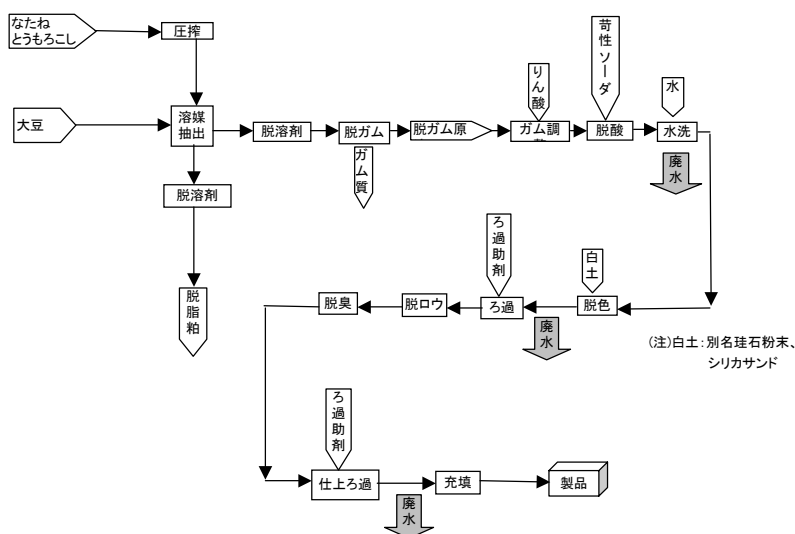 なたね
とうもろこし
圧搾
苛性ソーダ
りん酸
水
大豆
溶媒
抽出
脱溶剤
脱ガム
脱ガム原
ガム調
脱酸
水洗
ガム質
廃水
脱溶剤
脱脂粕
ろ過助剤
白土
脱臭
脱ロウ
ろ過
脱色
廃水
(注)白土:別名珪石粉末、
シリカサンド
ろ過助剤
仕上ろ過
充填
製品
廃水